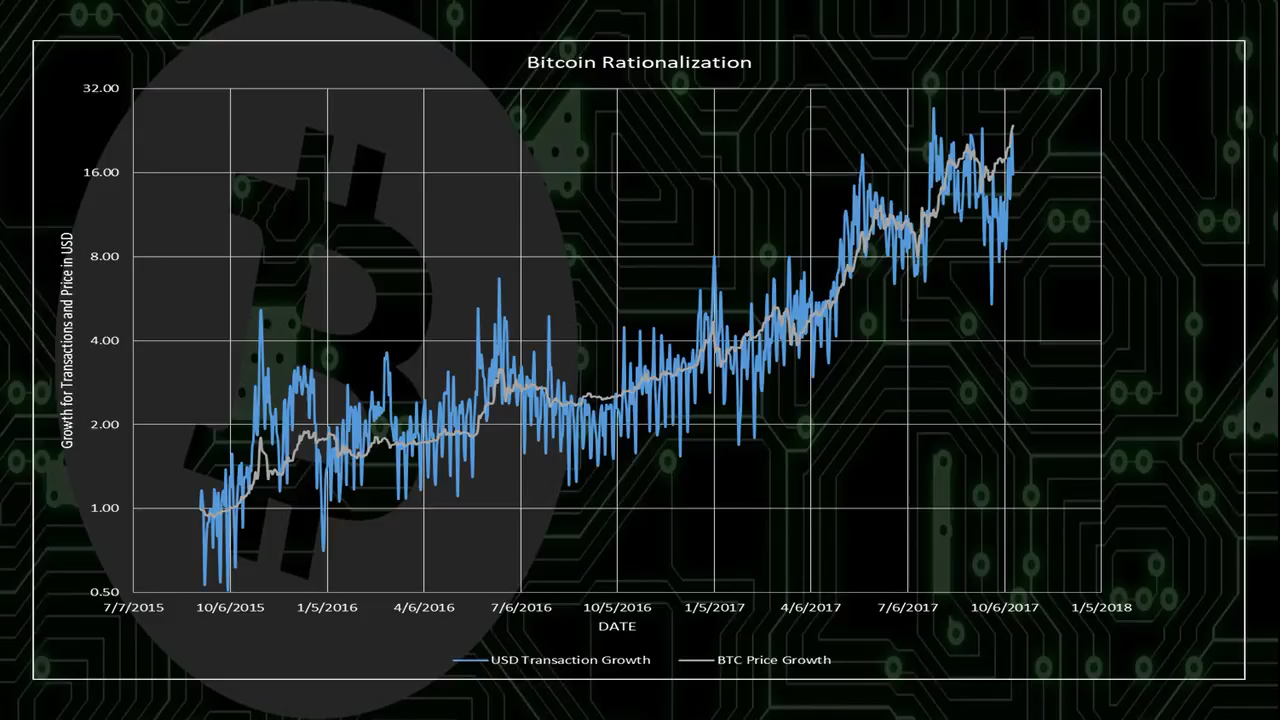 Bitcoin Rationalization
Growth for Transactions and Price in USD
32.00
16.00
8.00
4.00
2.00
1.00
0.50
7/7/2015 10/6/2015 1/5/2016 4/6/2016 7/6/2016 10/5/2016 1/5/2017 4/6/2017 7/6/2017 10/6/2017 1/5/2018
DATE
USD Transaction Growth BTC Price Growth